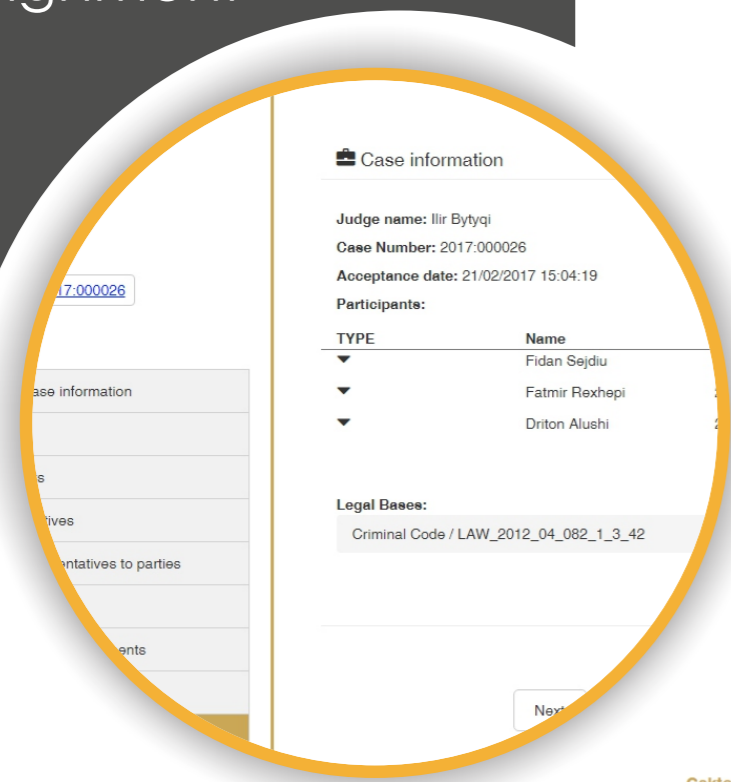 Case information
Judge name: Ilir Bytyqi
Case Number: 2017:000026
Acceptance date: 21/02/2017 15:04:19
Participants:
TYPE Name
Fidan Sejdiu
Fatmir Rexhepi
Driton Alushi
Legal Bases:
Criminal Code / LAW_2012_04_082_1_3_42
Next
17:000026
ase information
s
tives
entatives to parties
ents